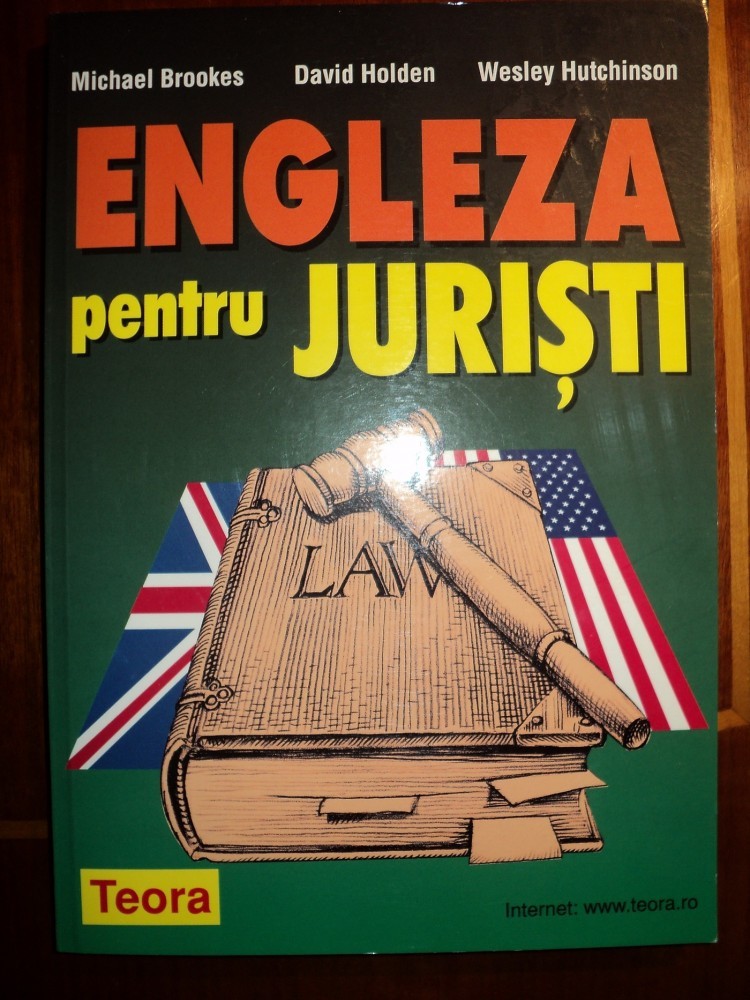 Michael Brookes David Holden Wesley Hutchinson
ENGLEZA
pentru JURIȘTI
LAW
Teora
Internet: www.teora.ro